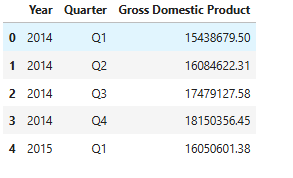 Year Quarter Gross Domestic Product
0 2014 Q1 15438679.50
1 2014 Q2 16084622.31
2 2014 Q3 17479127.58
3 2014 Q4 18150356.45
4 2015 Q1 16050601.38